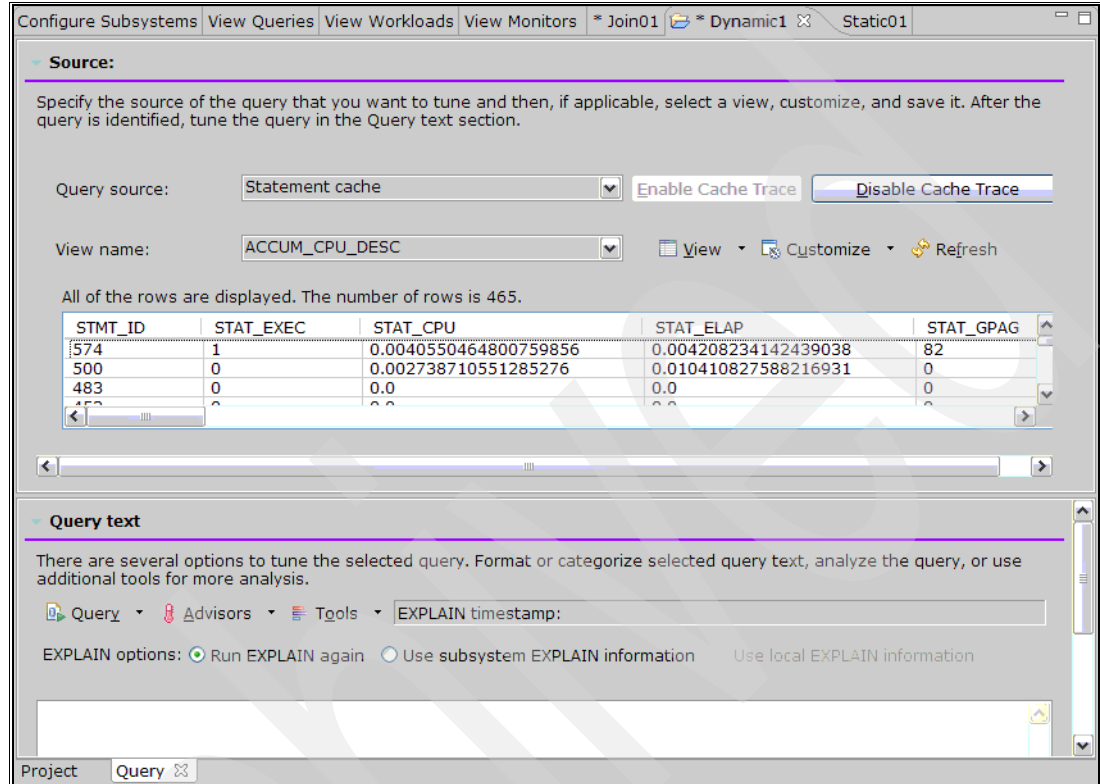 Configure Subsystems View Queries View Workloads View Monitors * Join01 * Dynamic1 Static01
Source:
Specify the source of the query that you want to tune and then, if applicable, select a view, customize, and save it. After the
query is identified, tune the query in the Query text section.
Query source: Statement cache Enable Cache Trace Disable Cache Trace
View name: ACCUM_CPU_DESC View Customize Refresh
All of the rows are displayed. The number of rows is 465.
STMT_ID STAT_EXEC STAT_CPU STAT_ELAP STAT_GPAG
574 1 0.0040550464800759856 0.004208234142439038 82
500 0 0.002738710551285276 0.010410827588216931 0
483 0 0.0 0.0 0
Query text
There are several options to tune the selected query. Format or categorize selected query text, analyze the query, or use
additional tools for more analysis.
Query Advisors Tools EXPLAIN timestamp:
EXPLAIN options: Run EXPLAIN again Use subsystem EXPLAIN information Use local EXPLAIN information
Project Query